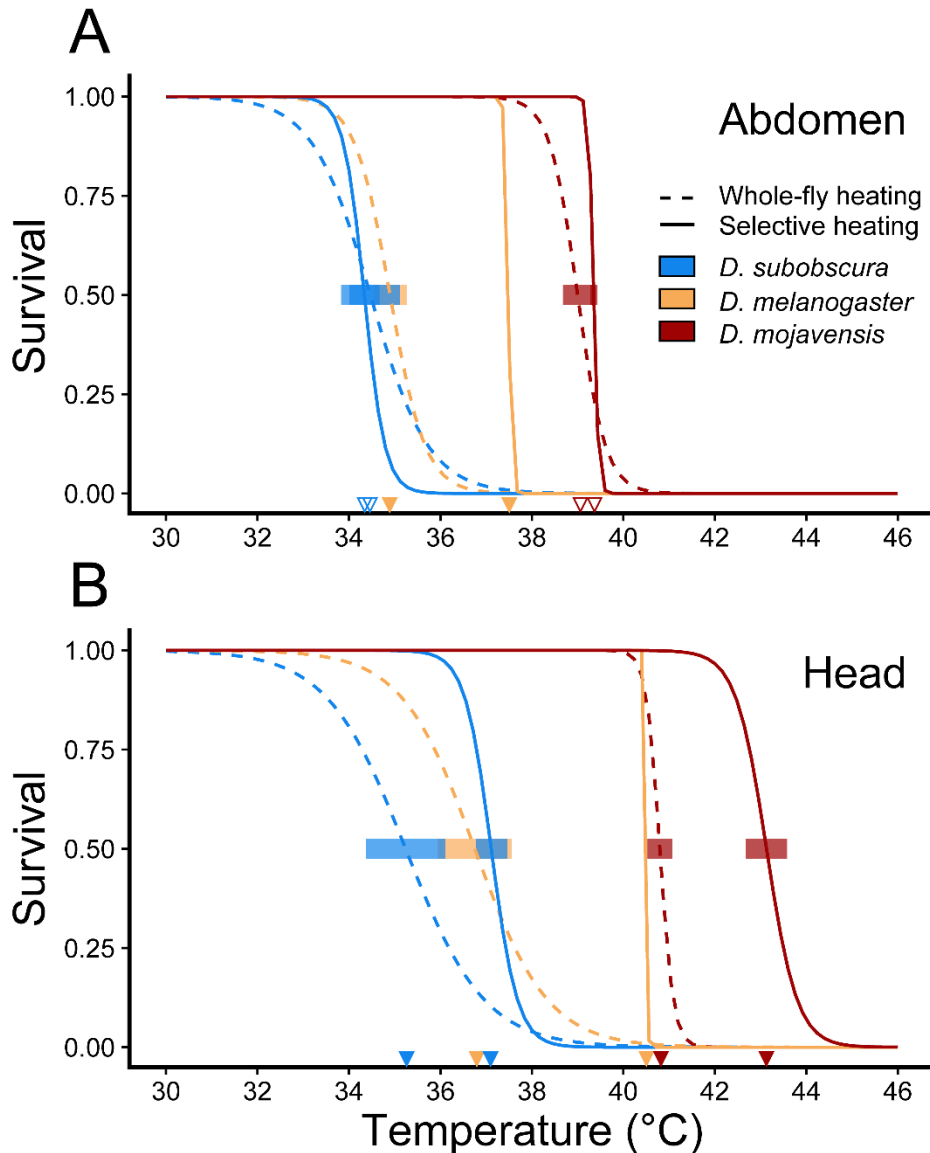 A
Abdomen
Survival
1.00
0.75
0.50
0.25
0.00
Whole-fly heating
Selective heating
D. subobscura
D. melanogaster
D. mojavensis
30 32 34 36 38 40 42 44 46
B
Head
Survival
1.00
0.75
0.50
0.25
0.00
30 32 34 36 38 40 42 44 46
Temperature (°C)